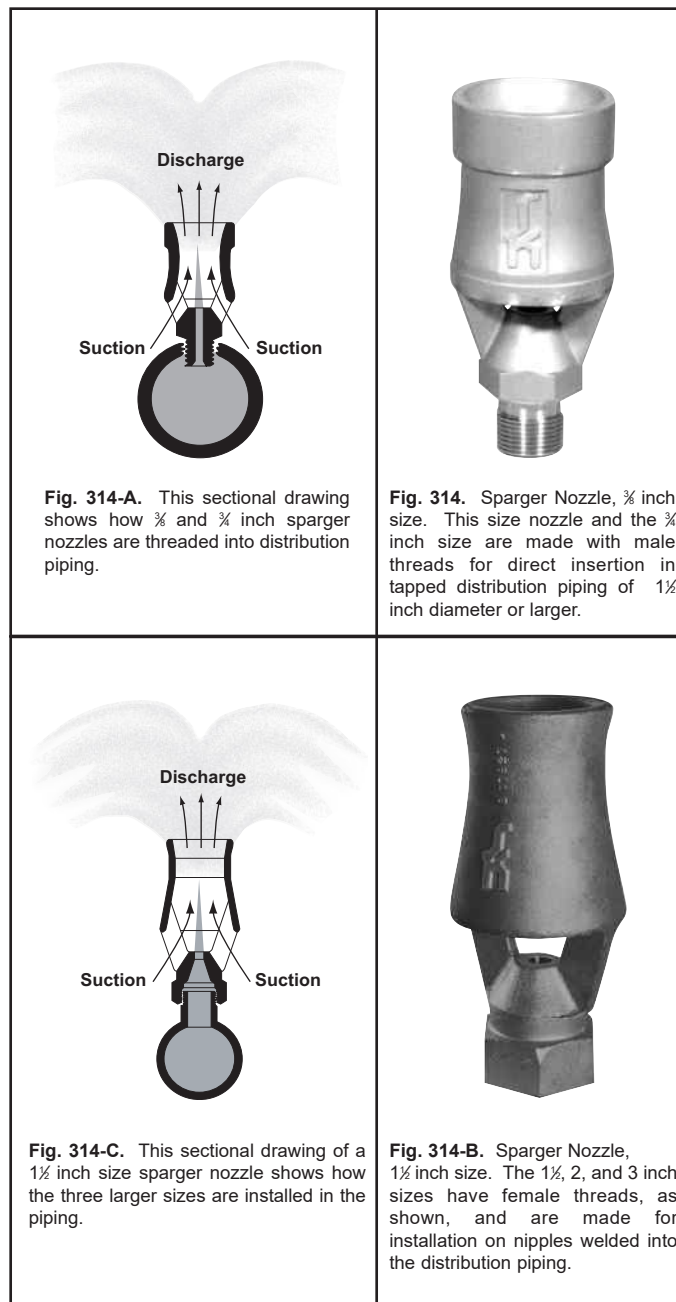 Discharge
Suction
Suction
Fig. 314-A. This sectional drawing
shows how ⅜ and ¾ inch sparger
nozzles are threaded into distribution
piping.
Fig. 314. Sparger Nozzle, ⅜ inch
size. This size nozzle and the ¾
inch size are made with male
threads for direct insertion in
tapped distribution piping of 1½
inch diameter or larger.
Discharge
Suction
Suction
Fig. 314-C. This sectional drawing of a
1½ inch size sparger nozzle shows how
the three larger sizes are installed in the
piping.
Fig. 314-B. Sparger Nozzle,
1½ inch size. The 1½, 2, and 3 inch
sizes have female threads, as
shown, and are made for
installation on nipples welded into
the distribution piping.